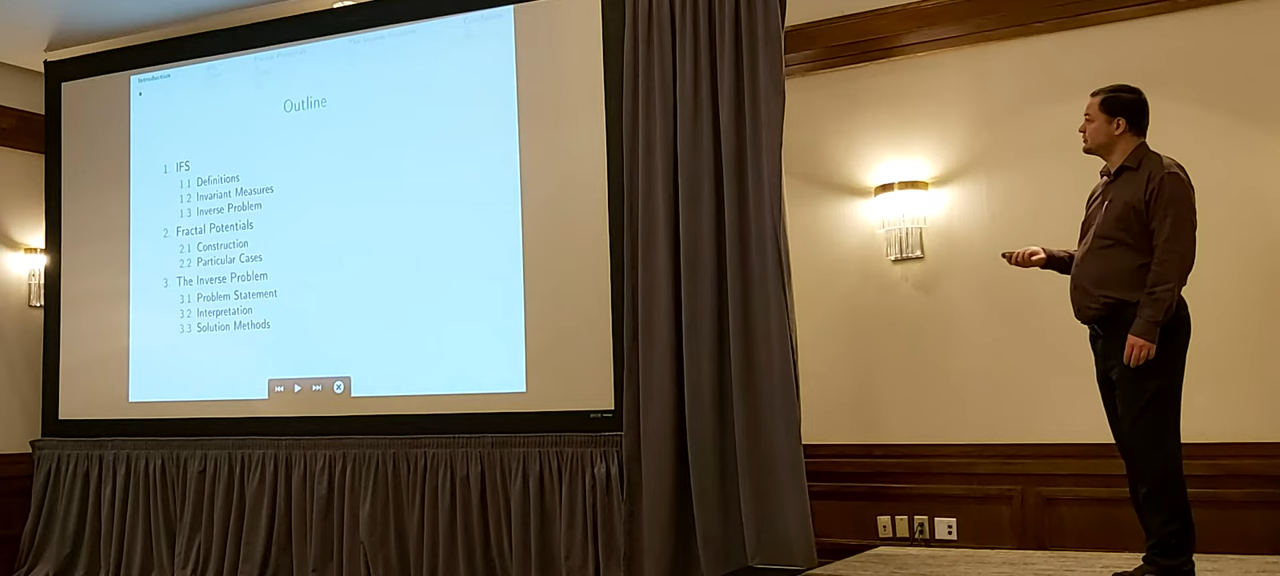 Introduction
Outline
1. IFS
1.1 Definitions
1.2 Invariant Measures
1.3 Inverse Problem
2. Fractal Potentials
2.1 Construction
2.2 Particular Cases
3. The Inverse Problem
3.1 Problem Statement
3.2 Interpretation
3.3 Solution Methods